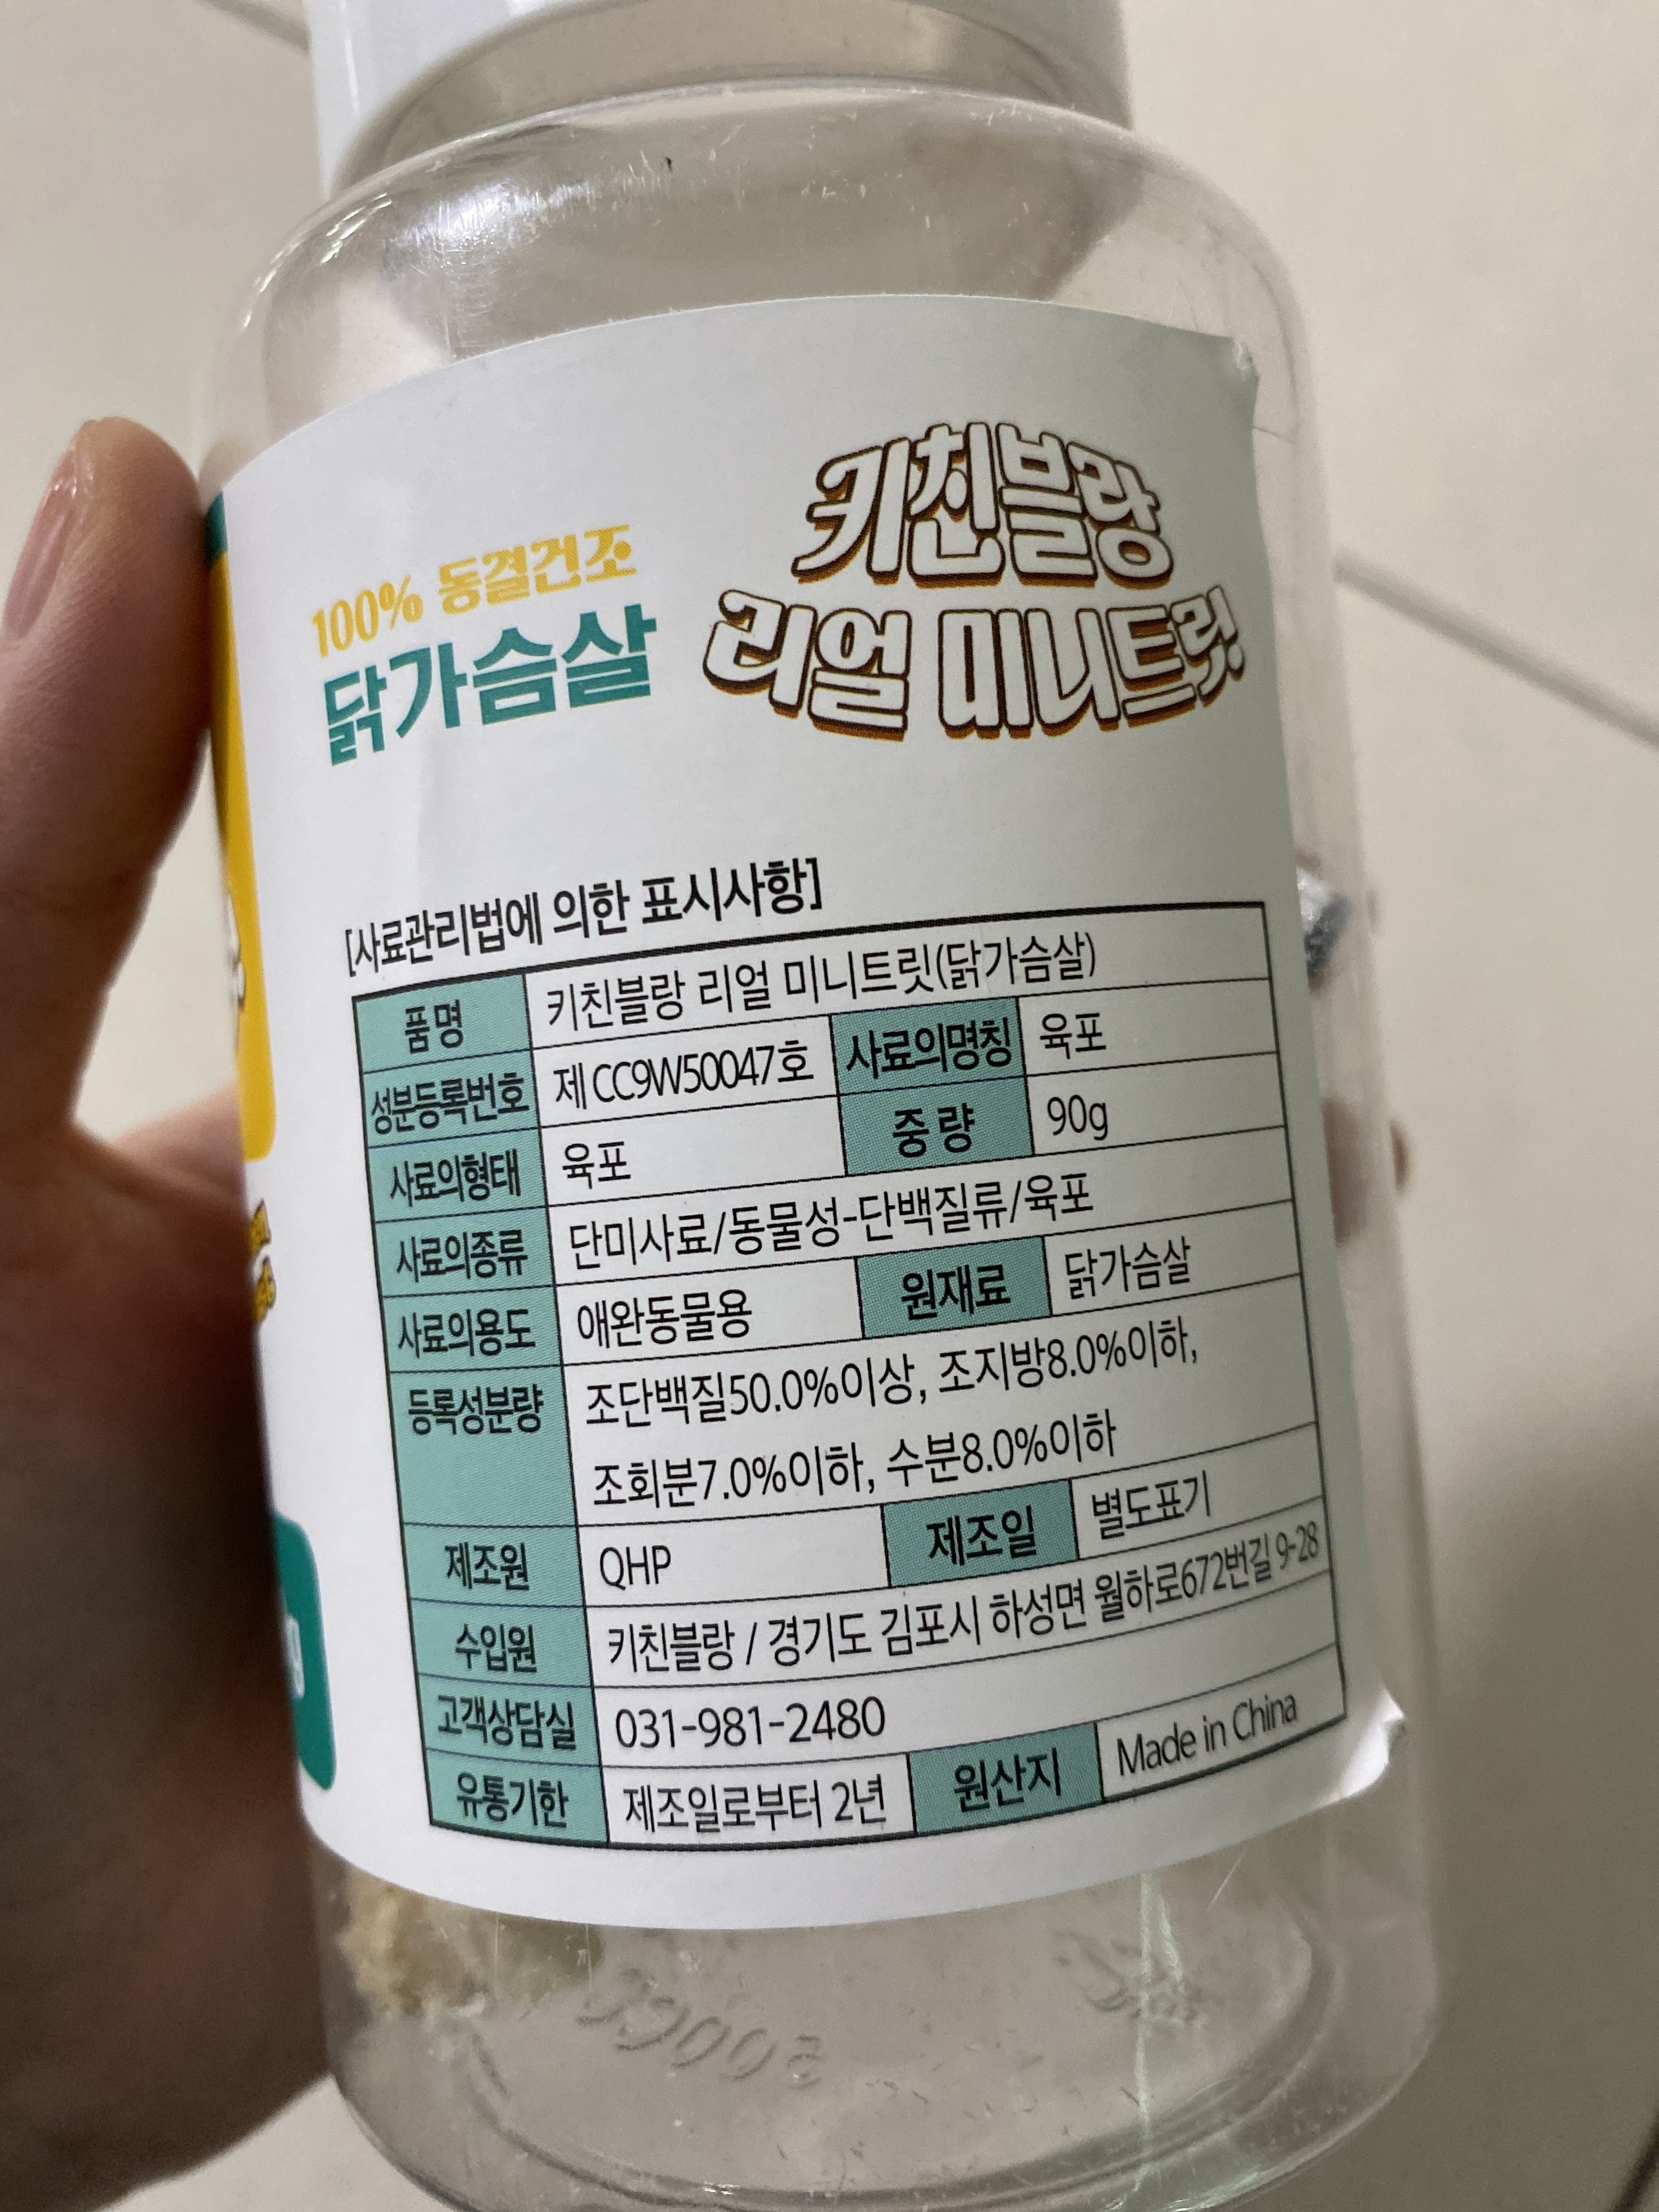 100% 동결건조
닭가슴살
키친블랑
리얼 미니트릿
[사료관리법에 의한 표시사항]
품명 키친블랑 리얼 미니트릿(닭가슴살)
성분등록번호 제 CC9W50047호 사료의명칭 육포
사료의형태 육포 중량 90g
사료의종류 단미사료/동물성-단백질류/육포
사료의용도 애완동물용 원재료 닭가슴살
등록성분량 조단백질50.0%이상, 조지방8.0%이하,
조회분7.0%이하, 수분8.0%이하
제조원 QHP 제조일 별도표기
수입원 키친블랑 / 경기도 김포시 하성면 월하로672번길 9-28
고객상담실 031-981-2480
유통기한 제조일로부터 2년 원산지 Made in China